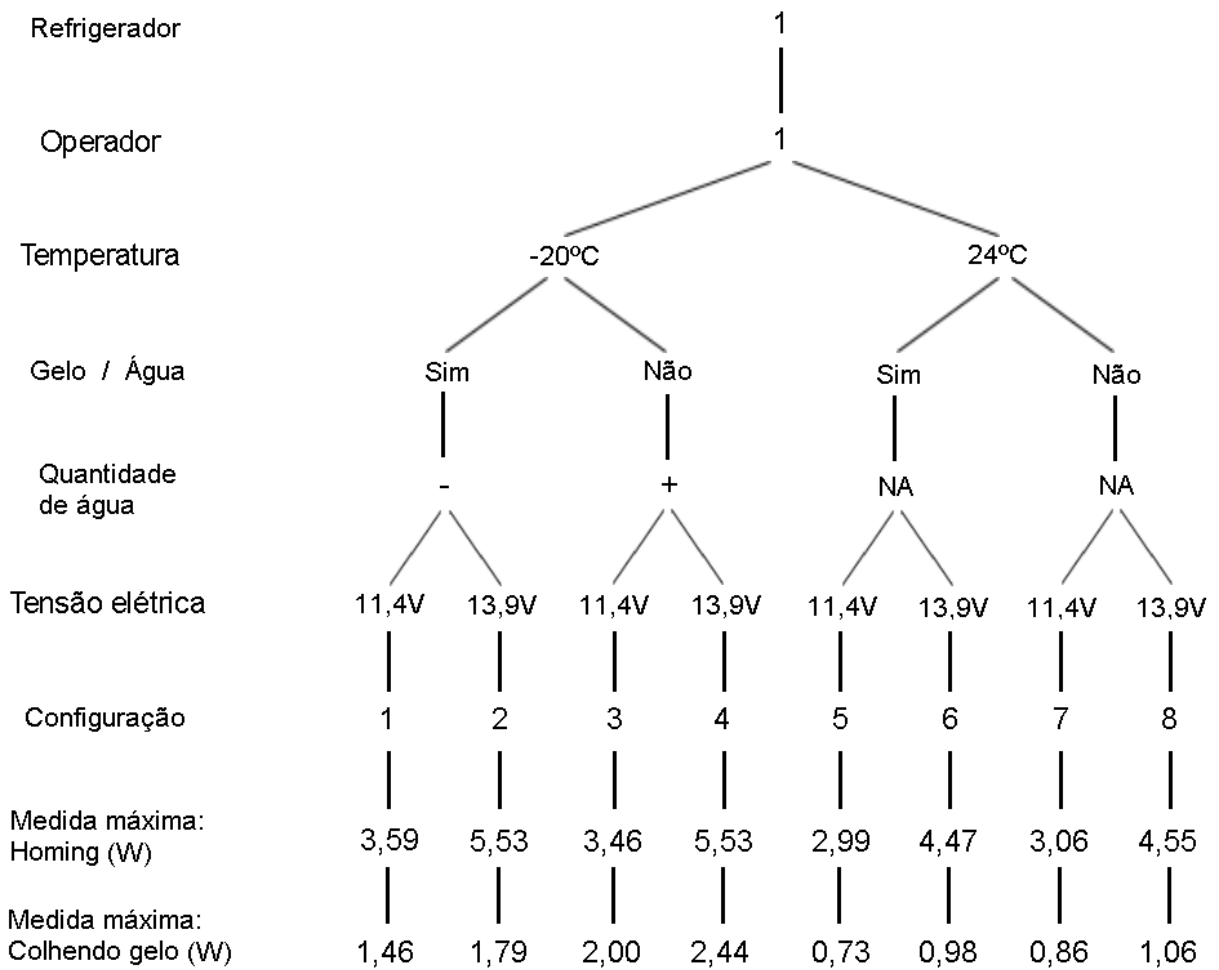 Refrigerador 1
Operador 1
Temperatura -20ºC 24ºC
Gelo / Água Sim Não Sim Não
Quantidade
de água - + NA NA
Tensão elétrica 11,4V 13,9V 11,4V 13,9V 11,4V 13,9V 11,4V 13,9V
Configuração 1 2 3 4 5 6 7 8
Medida máxima:
Homing (W) 3,59 5,53 3,46 5,53 2,99 4,47 3,06 4,55
Medida máxima:
Colhendo gelo (W) 1,46 1,79 2,00 2,44 0,73 0,98 0,86 1,06